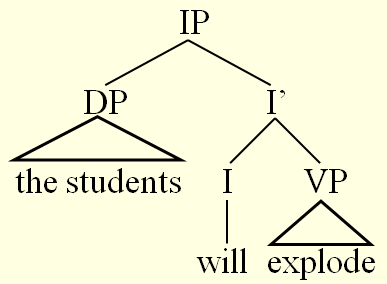 IP
DP I’
the students I VP
will explode